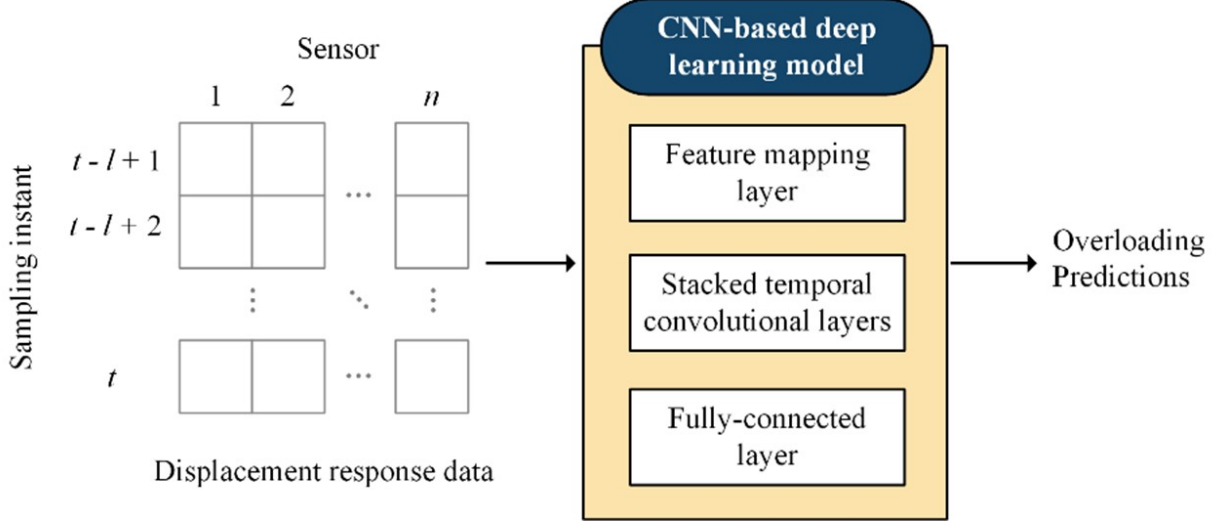 Sensor
1 2 n
Sampling instant
t - l + 1
t - l + 2
t
Displacement response data
CNN-based deep
learning model
Feature mapping
layer
Stacked temporal
convolutional layers
Fully-connected
layer
Overloading
Predictions